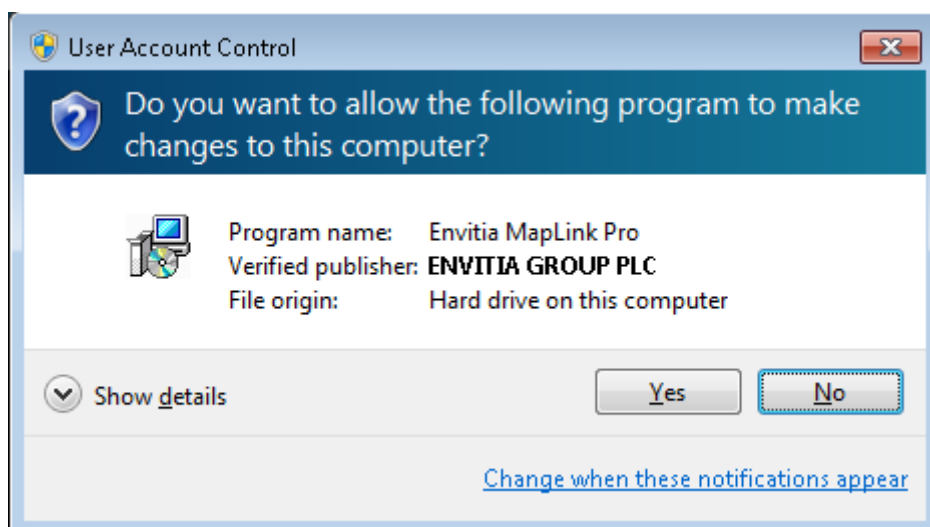 User Account Control
Do you want to allow the following program to make
changes to this computer?
Program name: Envitia MapLink Pro
Verified publisher: ENVITIA GROUP PLC
File origin: Hard drive on this computer
Show details Yes No
Change when these notifications appear